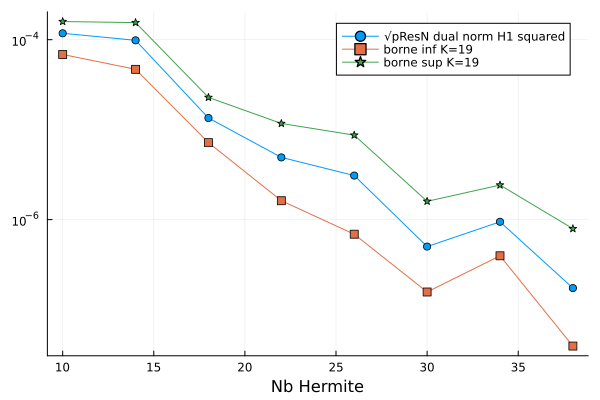 10⁻⁴
10⁻⁶
√pResN dual norm H1 squared
borne inf K=19
borne sup K=19
10 15 20 25 30 35
Nb Hermite